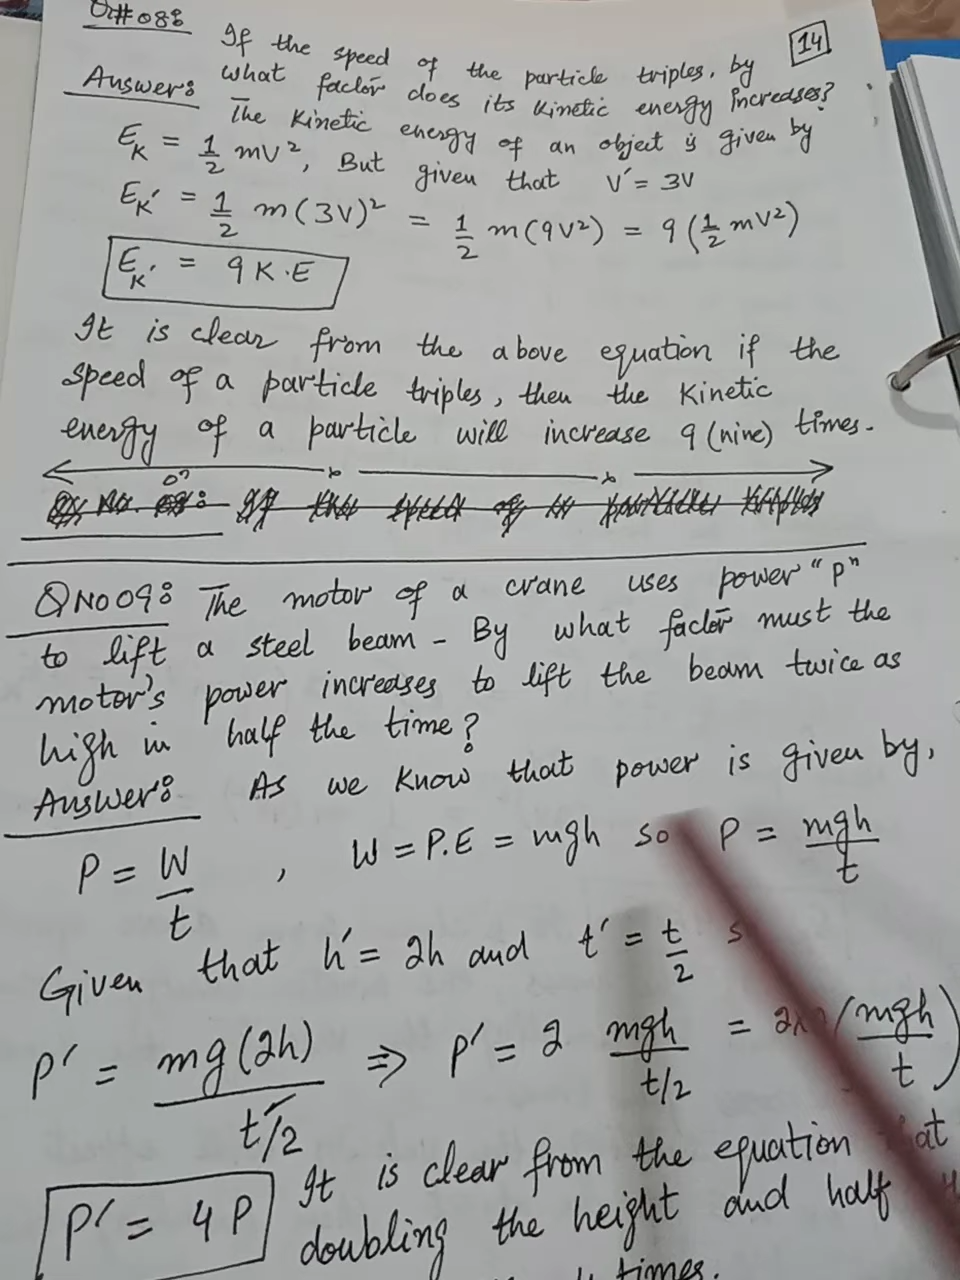 Q#08:
14
If the speed of the particle triples, by
what factor does its Kinetic energy increases?
Answer: The Kinetic energy of an object is given by
E_K = 1/2 mv², But given that V' = 3V
E_K' = 1/2 m(3V)² = 1/2 m(9V²) = 9(1/2 mV²)
E_K' = 9 K.E
It is clear from the above equation if the
speed of a particle triples, then the Kinetic
energy of a particle will increase 9 (nine) times.
Q NO 09: The motor of a crane uses power "P"
to lift a steel beam - By what factor must the
motor's power increases to lift the beam twice as
high in half the time?
Answer: As we know that power is given by,
P = W/t , W = P.E = mgh so P = mgh/t
Given that h' = 2h and t' = t/2
P' = mg(2h)/t/2 ⇒ P' = 2 mgh/t/2 = (mgh/t)
P' = 4P
It is clear from the equation that
doubling the height and half
times.